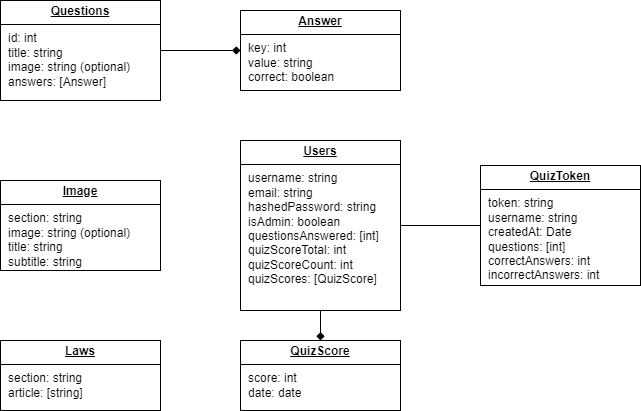 Questions
id: int
title: string
image: string (optional)
answers: [Answer]
Answer
key: int
value: string
correct: boolean
Users
username: string
email: string
hashedPassword: string
isAdmin: boolean
questionsAnswered: [int]
quizScoreTotal: int
quizScoreCount: int
quizScores: [QuizScore]
QuizToken
token: string
username: string
createdAt: Date
questions: [int]
correctAnswers: int
incorrectAnswers: int
Image
section: string
image: string (optional)
title: string
subtitle: string
Laws
section: string
article: [string]
QuizScore
score: int
date: date